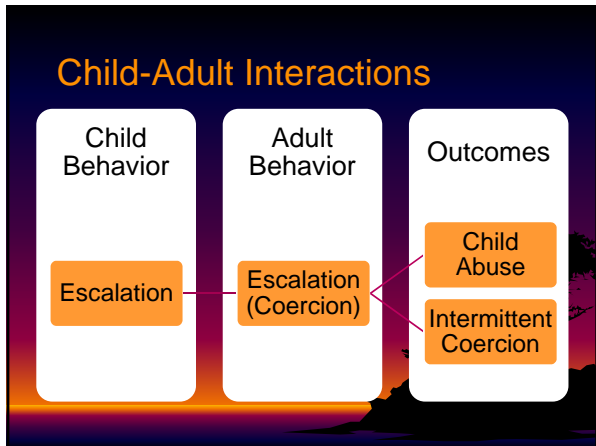 Child-Adult Interactions
Child
Behavior
Escalation
Adult
Behavior
Escalation
(Coercion)
Outcomes
Child
Abuse
Intermittent
Coercion